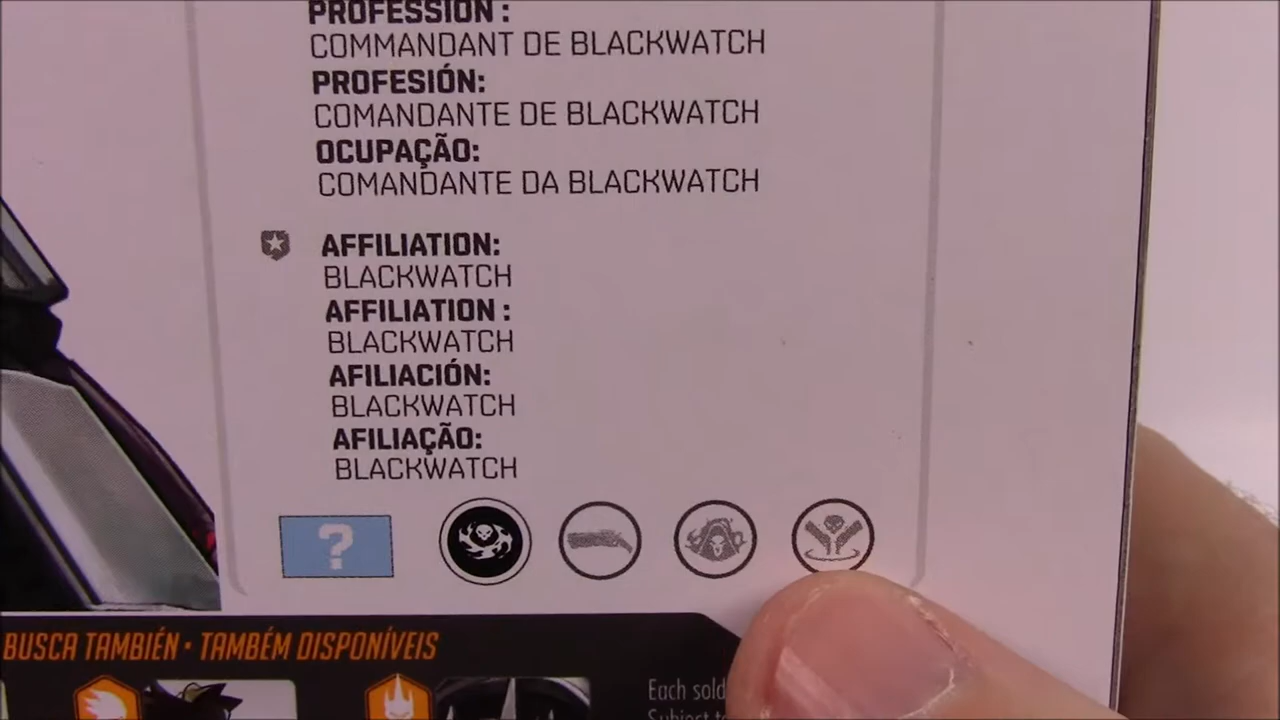 PROFESSION :
COMMANDANT DE BLACKWATCH
PROFESIÓN:
COMANDANTE DE BLACKWATCH
OCUPAÇÃO:
COMANDANTE DA BLACKWATCH
AFFILIATION:
BLACKWATCH
AFFILIATION :
BLACKWATCH
AFILIACIÓN:
BLACKWATCH
AFILIAÇÃO:
BLACKWATCH
?
BUSCA TAMBIÉN • TAMBÉM DISPONÍVEIS
Each sold
Subject